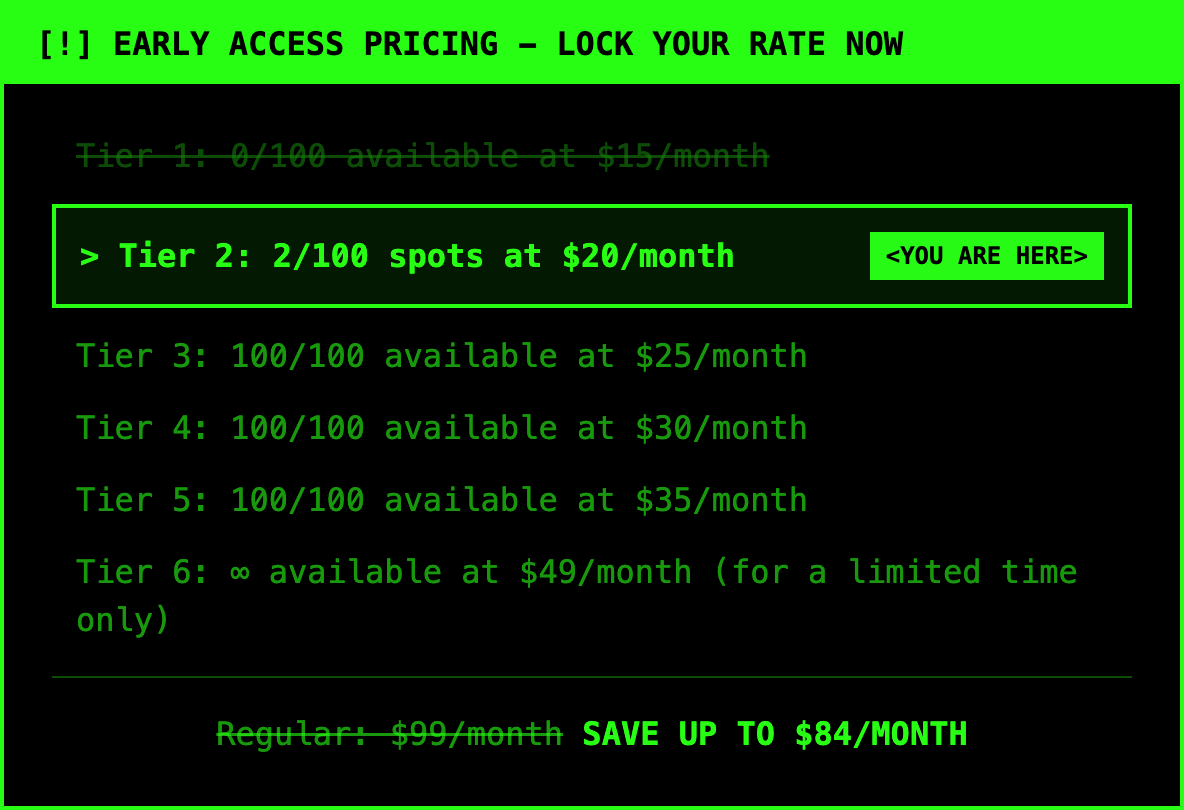 [!] EARLY ACCESS PRICING — LOCK YOUR RATE NOW
Tier 1: 0/100 available at $15/month
> Tier 2: 2/100 spots at $20/month <YOU ARE HERE>
Tier 3: 100/100 available at $25/month
Tier 4: 100/100 available at $30/month
Tier 5: 100/100 available at $35/month
Tier 6: ∞ available at $49/month (for a limited time
only)
Regular: $99/month SAVE UP TO $84/MONTH